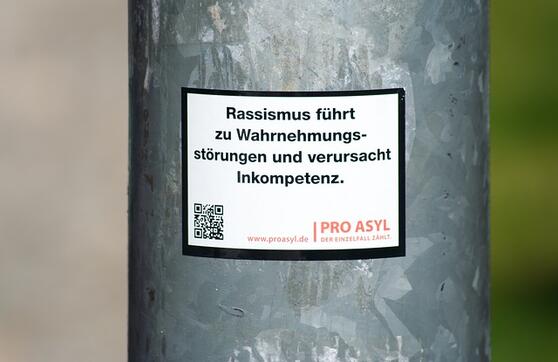 Rassismus führt
zu Wahrnehmungs-
störungen und verursacht
Inkompetenz.
www.proasyl.de
PRO ASYL
DER EINZELFALL ZÄHLT.